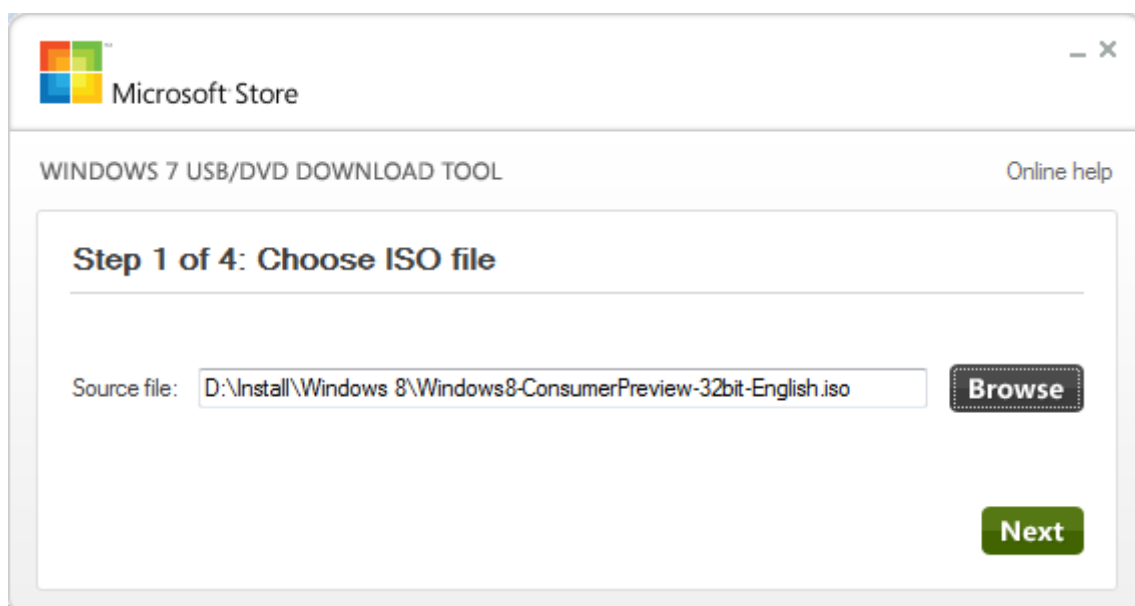 Microsoft Store
WINDOWS 7 USB/DVD DOWNLOAD TOOL Online help
Step 1 of 4: Choose ISO file
Source file: D:\Install\Windows 8\Windows8-ConsumerPreview-32bit-English.iso Browse
Next